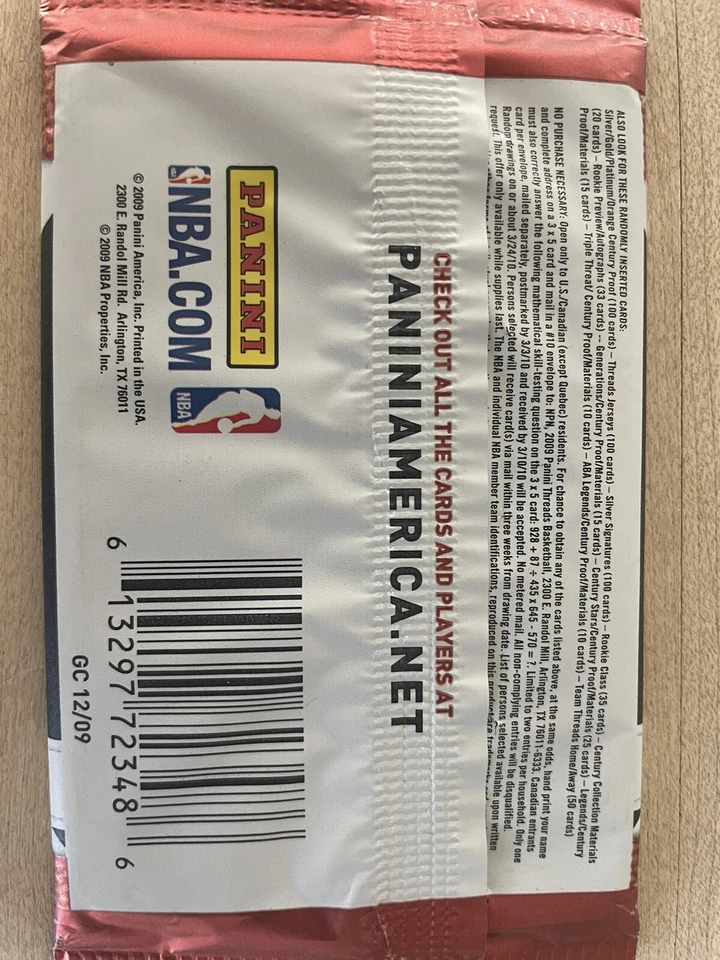 ALSO LOOK FOR THESE RANDOMLY INSERTED CARDS:
Silver/Gold/Platinum/Orange Century Proof (100 cards) – Threads Jerseys (100 cards) – Silver Signatures (100 cards) – Rookie Class (35 cards) – Century Collection Materials
(20 cards) – Rookie Preview/Autographs (33 cards) – Generations/Century Proof/Materials (15 cards) – Century Stars/Century Proof/Materials (25 cards) – Legends/Century
Proof/Materials (15 cards) – Triple Threat/ Century Proof/Materials (10 cards) – ABA Legends/Century Proof/Materials (10 cards) – Team Threads Home/Away (50 cards)
NO PURCHASE NECESSARY: Open only to U.S./Canadian (except Quebec) residents. For chance to obtain any of the cards listed above, at the same odds, hand print your name
and complete address on a 3 x 5 card and mail in a #10 envelope to: NPN, 2009 Panini Threads Basketball, 2300 E. Randol Mill, Arlington, TX 76011-6333. Canadian entrants
must also correctly answer the following mathematical skill-testing question on the 3 x 5 card: 928 + 87 ÷ 435 x 645 - 570 = ?. Limited to two entries per household. Only one
card per envelope, mailed separately, postmarked by 3/3/10 and received by 3/10/10 will be accepted. No metered mail. All non-complying entries will be disqualified.
Random drawings on or about 3/24/10. Persons selected will receive card(s) via mail within three weeks from drawing date. List of persons selected available upon written
request. This offer only available while supplies last. The NBA and individual NBA member team identifications, reproduced on this product are trademarks
CHECK OUT ALL THE CARDS AND PLAYERS AT
PANINIAMERICA.NET
PANINI
NBA.COM
NBA
© 2009 Panini America, Inc. Printed in the USA.
2300 E. Randol Mill Rd. Arlington, TX 76011
© 2009 NBA Properties, Inc.
6 13297 72348 6
GC 12/09